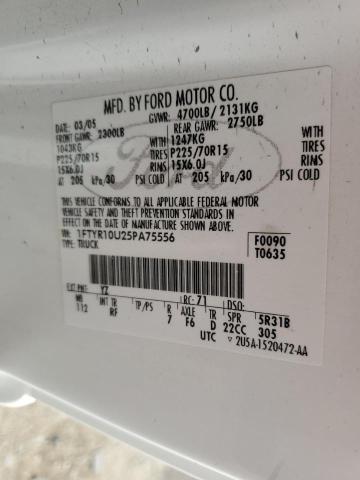 MFD. BY FORD MOTOR CO.
03/05 GVWR: 4700LB/ 2131KG
FRONT GAWR: 2300LB REAR GAWR: 2750LB
1043KG WITH 1247KG WITH
P225/70R15 TIRES P225/70R15 TIRES
15X6.0J RIMS 15X6.0J RIMS
AT 205 kPa/30 PSI COLD AT 205 kPa/30 PSI COLD
Ford
THIS VEHICLE CONFORMS TO ALL APPLICABLE FEDERAL MOTOR
VEHICLE SAFETY AND THEFT PREVENTION STANDARDS IN EFFECT
ON THE DATE OF MANUFACTURE SHOWN ABOVE.
VIN: 1FTYR10U25PA75556 F0090
TYPE: TRUCK T0635
EXT PNT: YZ RC: 71 DSO:
WB INT TR TP/PS R AXLE TR SPR 5R31B
112 RF 7 F6 D 22CC 305
UTC ▽ 2U5A-1520472-AA